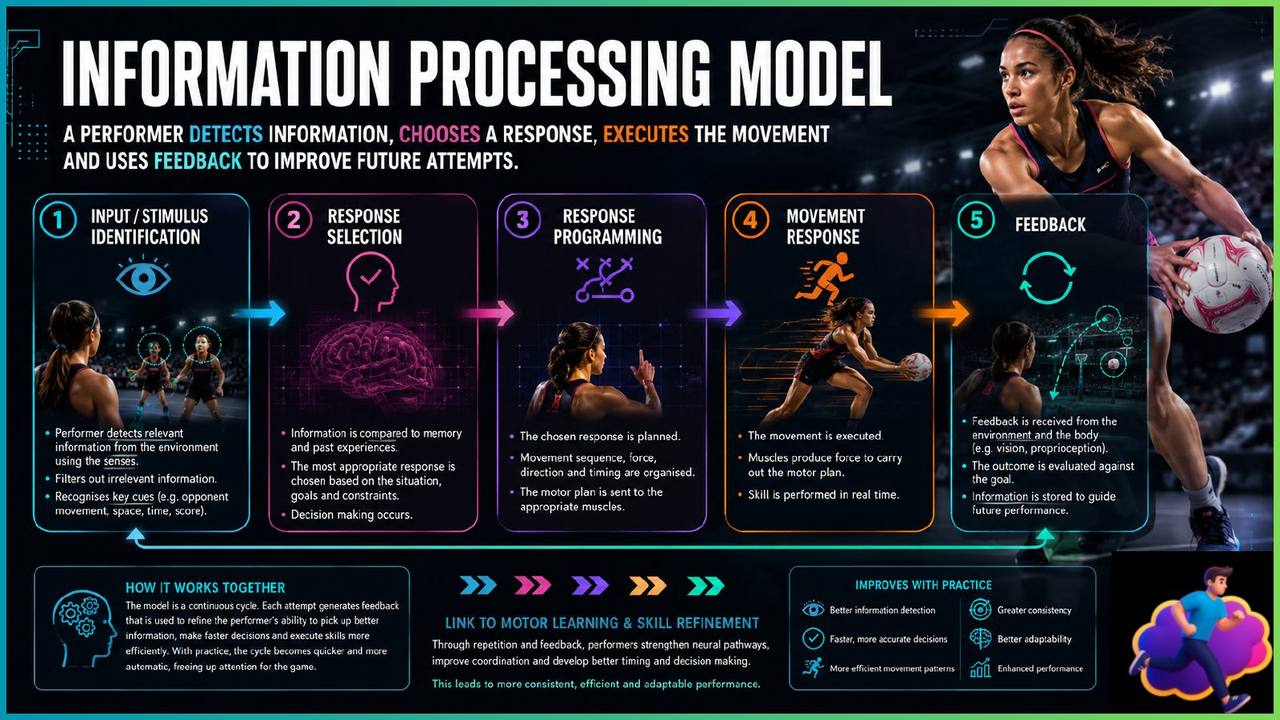 INFORMATION PROCESSING MODEL
A PERFORMER DETECTS INFORMATION, CHOOSES A RESPONSE, EXECUTES THE MOVEMENT
AND USES FEEDBACK TO IMPROVE FUTURE ATTEMPTS.
1
INPUT / STIMULUS
IDENTIFICATION
• Performer detects relevant
information from the environment
using the senses.
• Filters out irrelevant information.
• Recognises key cues (e.g. opponent
movement, space, time, score).
2
RESPONSE
SELECTION
• Information is compared to memory
and past experiences.
• The most appropriate response is
chosen based on the situation,
goals and constraints.
• Decision making occurs.
3
RESPONSE
PROGRAMMING
• The chosen response is planned.
• Movement sequence, force,
direction and timing are organised.
• The motor plan is sent to the
appropriate muscles.
4
MOVEMENT
RESPONSE
• The movement is executed.
• Muscles produce force to carry
out the motor plan.
• Skill is performed in real time.
5
FEEDBACK
• Feedback is received from the
environment and the body
(e.g. vision, proprioception).
• The outcome is evaluated against
the goal.
• Information is stored to guide
future performance.
HOW IT WORKS TOGETHER
The model is a continuous cycle. Each attempt generates feedback
that is used to refine the performer's ability to pick up better
information, make faster decisions and execute skills more
efficiently. With practice, the cycle becomes quicker and more
automatic, freeing up attention for the game.
LINK TO MOTOR LEARNING & SKILL REFINEMENT
Through repetition and feedback, performers strengthen neural pathways,
improve coordination and develop better timing and decision making.
This leads to more consistent, efficient and adaptable performance.
IMPROVES WITH PRACTICE
Better information detection
Faster, more accurate decisions
More efficient movement patterns
Greater consistency
Better adaptability
Enhanced performance